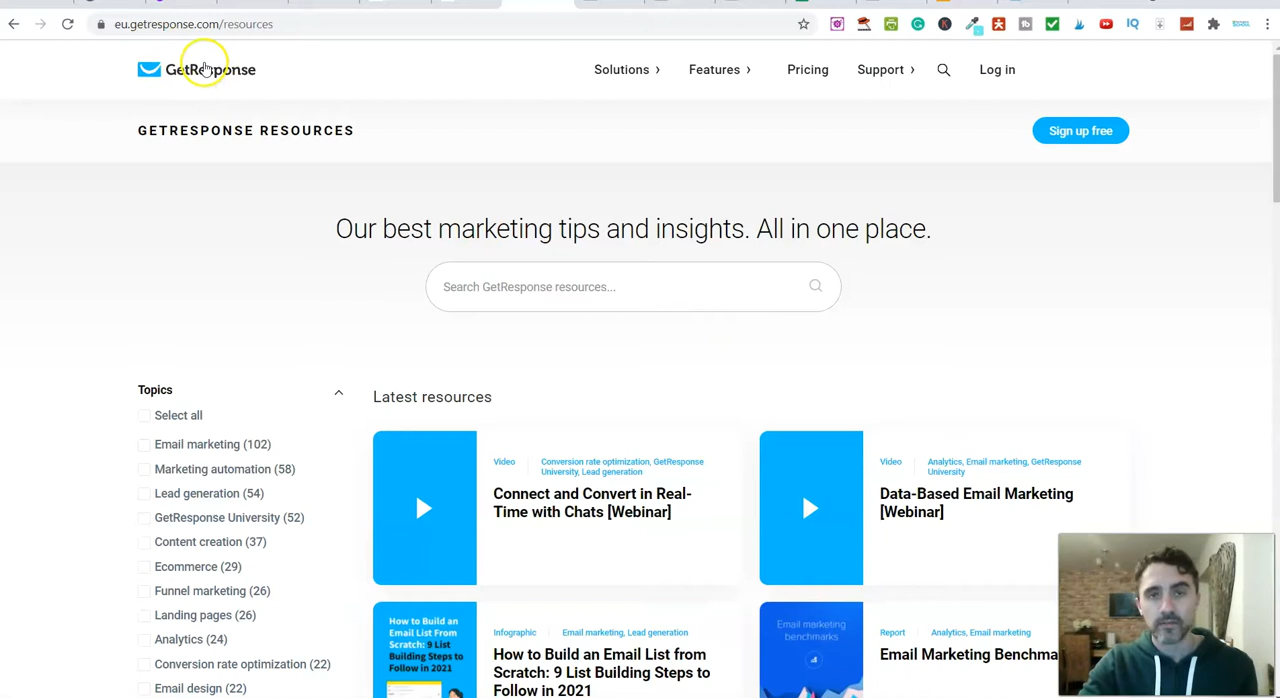 eu.getresponse.com/resources
GetResponse
Solutions ›
Features ›
Pricing
Support ›
Log in
GETRESPONSE RESOURCES
Sign up free
Our best marketing tips and insights. All in one place.
Search GetResponse resources...
Topics
Select all
Email marketing (102)
Marketing automation (58)
Lead generation (54)
GetResponse University (52)
Content creation (37)
Ecommerce (29)
Funnel marketing (26)
Landing pages (26)
Analytics (24)
Conversion rate optimization (22)
Email design (22)
Latest resources
Video
Conversion rate optimization, GetResponse
University, Lead generation
Connect and Convert in Real-
Time with Chats [Webinar]
Video
Analytics, Email marketing, GetResponse
University
Data-Based Email Marketing
[Webinar]
How to Build an
Email List From
Scratch: 9 List
Building Steps to
Follow in 2021
Infographic
Email marketing, Lead generation
How to Build an Email List from
Scratch: 9 List Building Steps to
Follow in 2021
Email marketing
benchmarks
Report
Analytics, Email marketing
Email Marketing Benchma